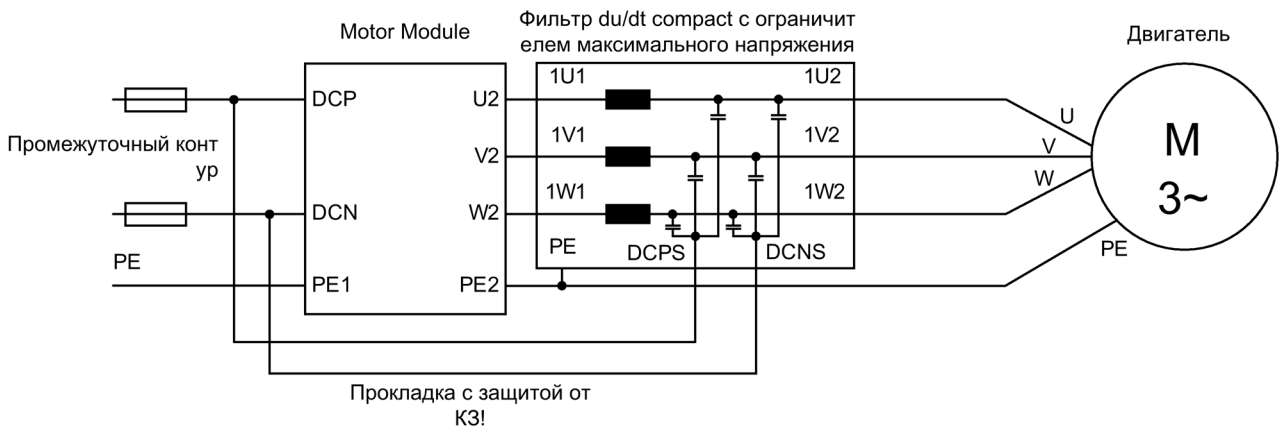 Фильтр du/dt compact с ограничит
елем максимального напряжения
Motor Module
Двигатель
1U1
1U2
DCP
U2
U
Промежуточный конт
ур
1V1
1V2
V2
V
M
3~
1W1
1W2
W
DCN
W2
PE
DCPS
DCNS
PE
PE
PE1
PE2
Прокладка с защитой от
КЗ!